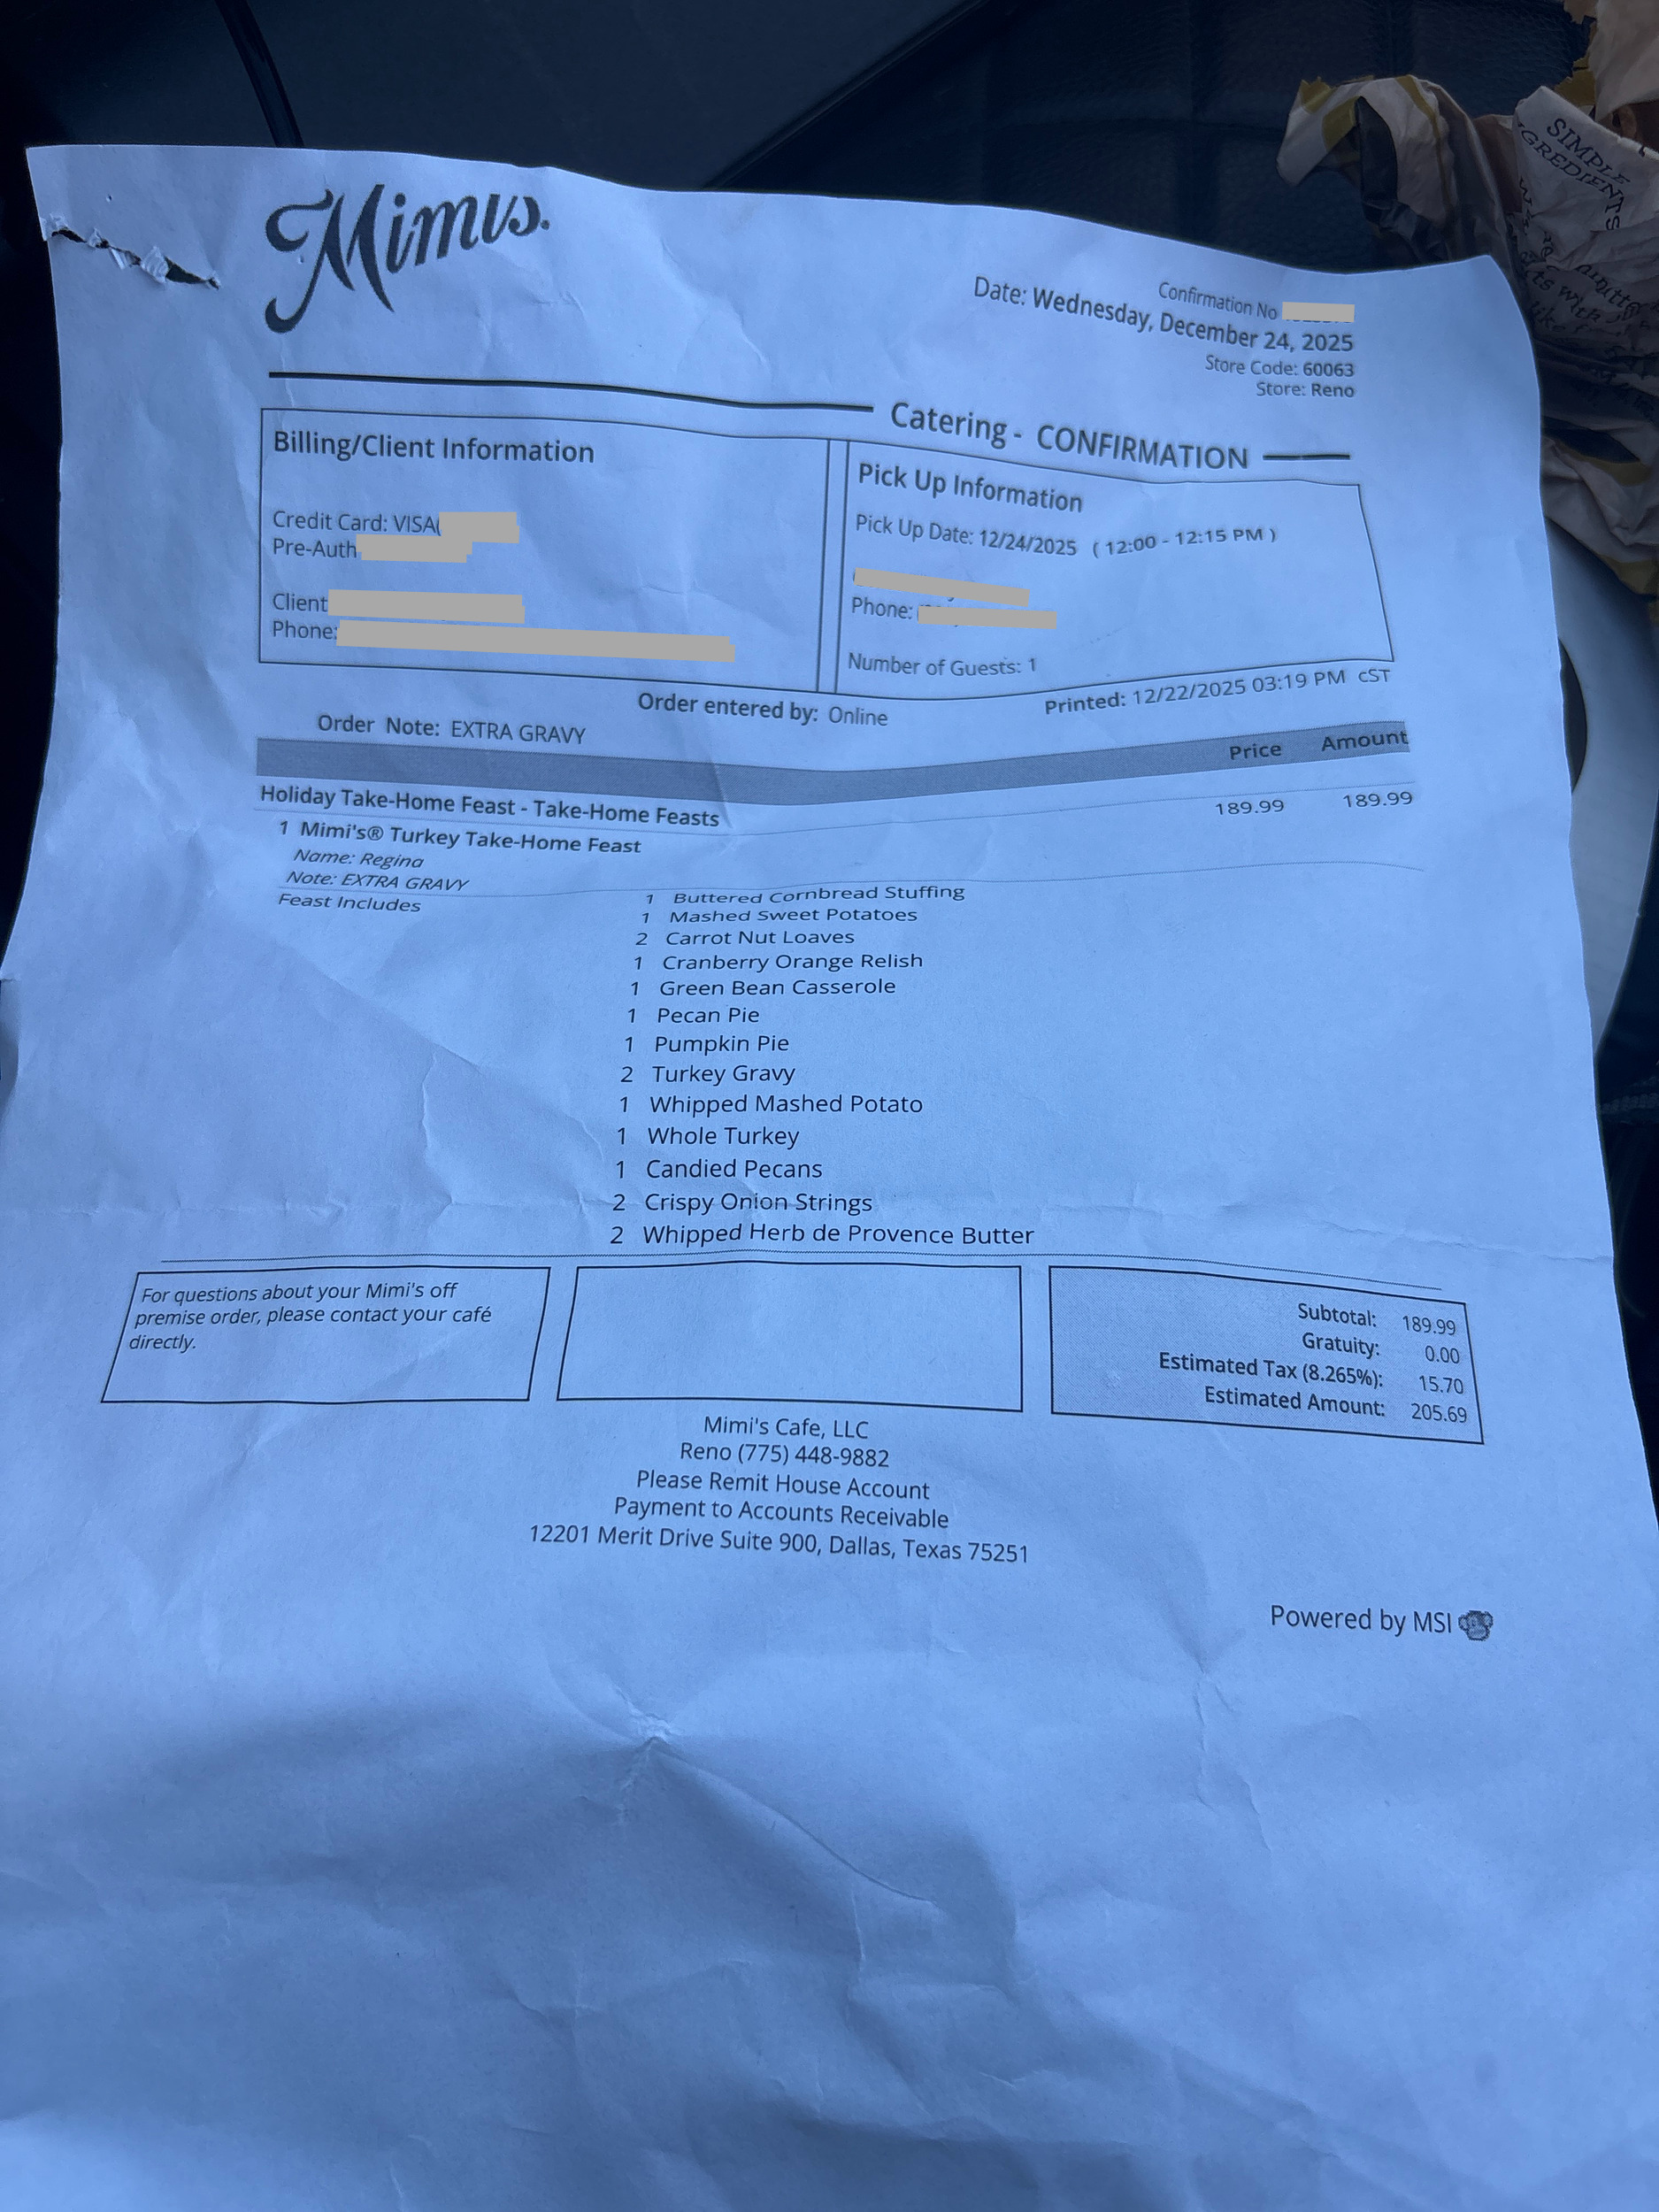 Mimi's.
Confirmation No
Date: Wednesday, December 24, 2025
Store Code: 60063
Store: Reno
Catering - CONFIRMATION
Billing/Client Information
Credit Card: VISA(
Pre-Auth
Client
Phone:
Pick Up Information
Pick Up Date: 12/24/2025 ( 12:00 - 12:15 PM )
Phone: (
Number of Guests: 1
Order entered by: Online
Printed: 12/22/2025 03:19 PM cST
Order Note: EXTRA GRAVY
Price Amount
Holiday Take-Home Feast - Take-Home Feasts
1 Mimi's® Turkey Take-Home Feast 189.99 189.99
Name: Regina
Note: EXTRA GRAVY
Feast Includes
1 Buttered Cornbread Stuffing
1 Mashed Sweet Potatoes
2 Carrot Nut Loaves
1 Cranberry Orange Relish
1 Green Bean Casserole
1 Pecan Pie
1 Pumpkin Pie
2 Turkey Gravy
1 Whipped Mashed Potato
1 Whole Turkey
1 Candied Pecans
2 Crispy Onion Strings
2 Whipped Herb de Provence Butter
For questions about your Mimi's off
premise order, please contact your café
directly.
Subtotal: 189.99
Gratuity: 0.00
Estimated Tax (8.265%): 15.70
Estimated Amount: 205.69
Mimi's Cafe, LLC
Reno (775) 448-9882
Please Remit House Account
Payment to Accounts Receivable
12201 Merit Drive Suite 900, Dallas, Texas 75251
Powered by MSI
SIMPLE